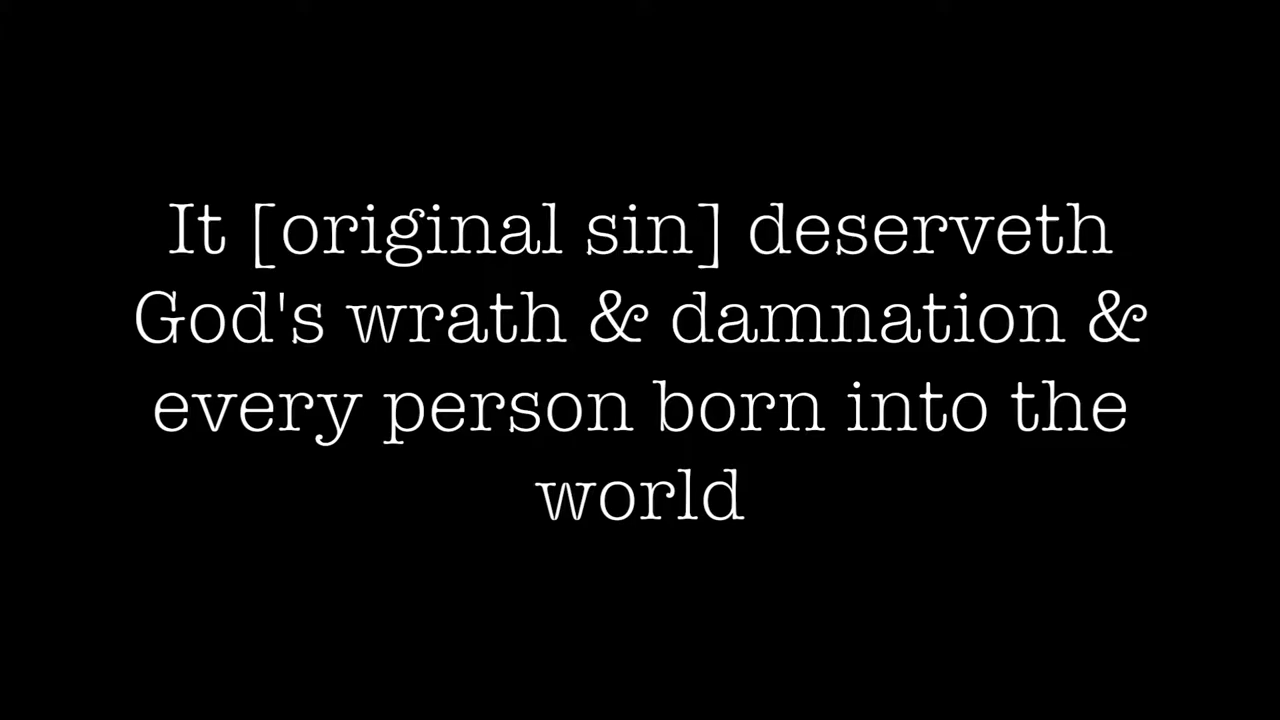 It [original sin] deserveth
God's wrath & damnation &
every person born into the
world